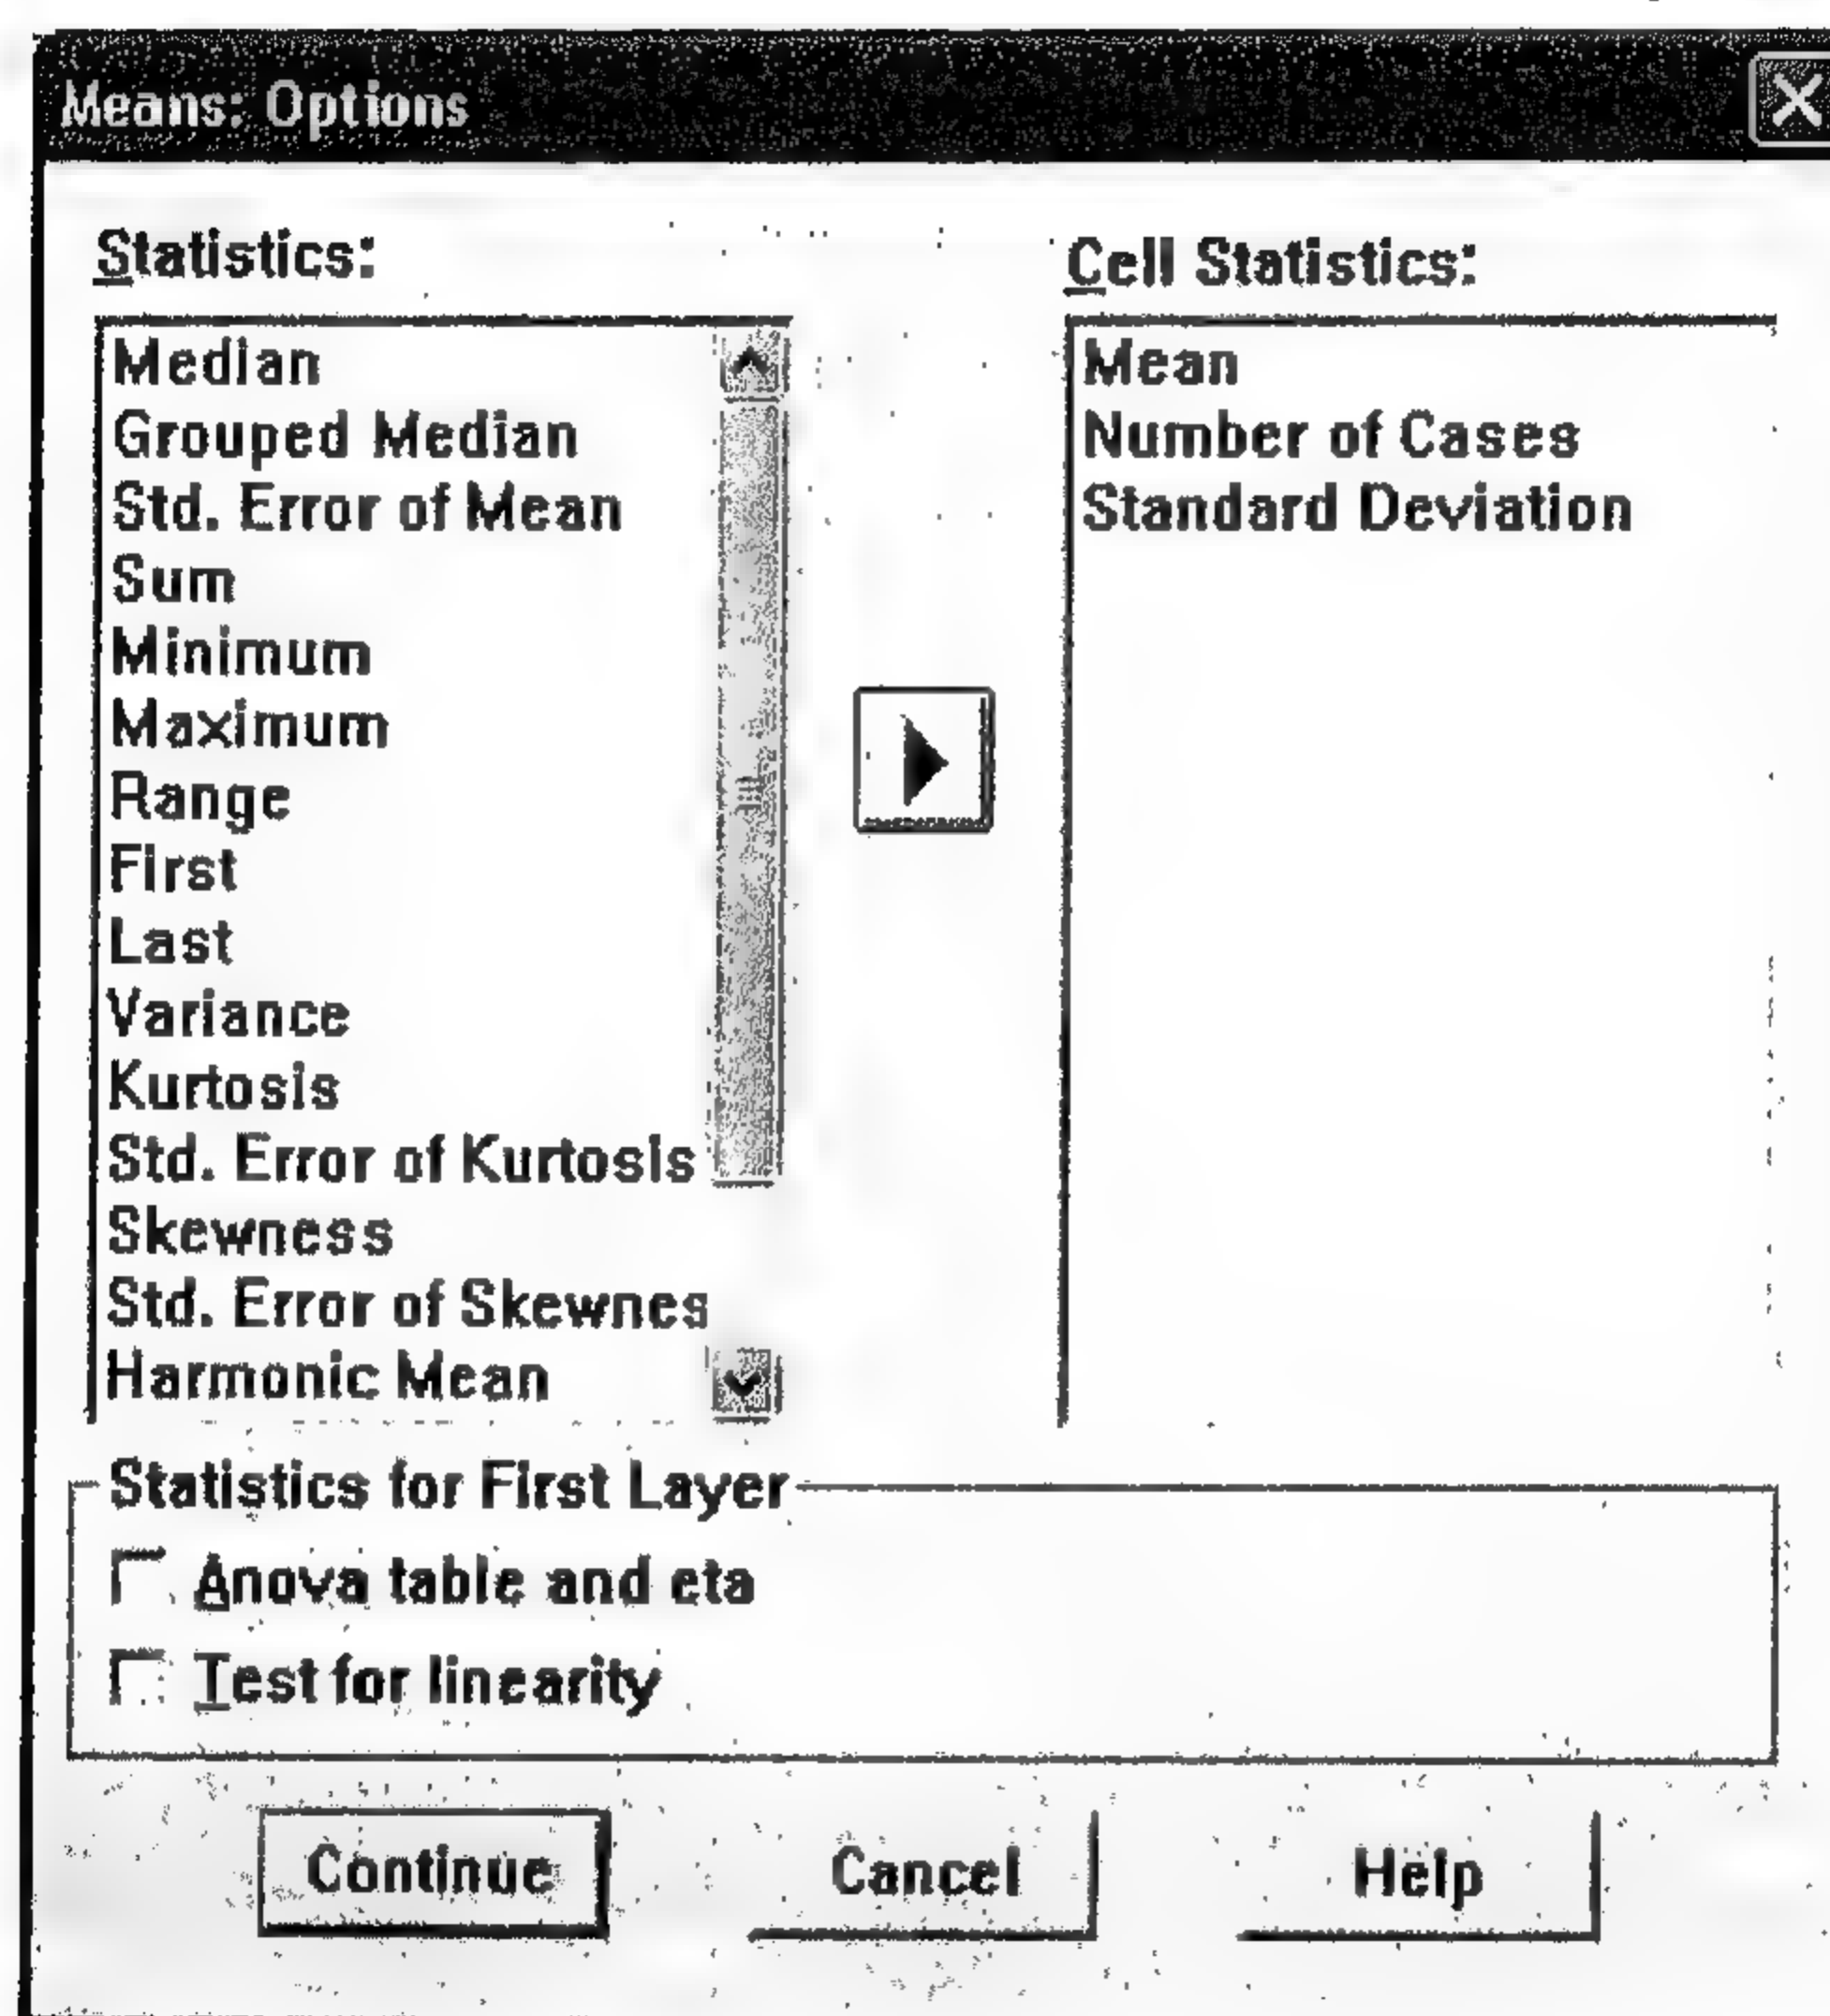 Means: Options
Statistics:
Median
Grouped Median
Std. Error of Mean
Sum
Minimum
Maximum
Range
First
Last
Variance
Kurtosis
Std. Error of Kurtosis
Skewness
Std. Error of Skewnes
Harmonic Mean
Cell Statistics:
Mean
Number of Cases
Standard Deviation
Statistics for First Layer
Anova table and eta
Test for linearity
Continue
Cancel
Help